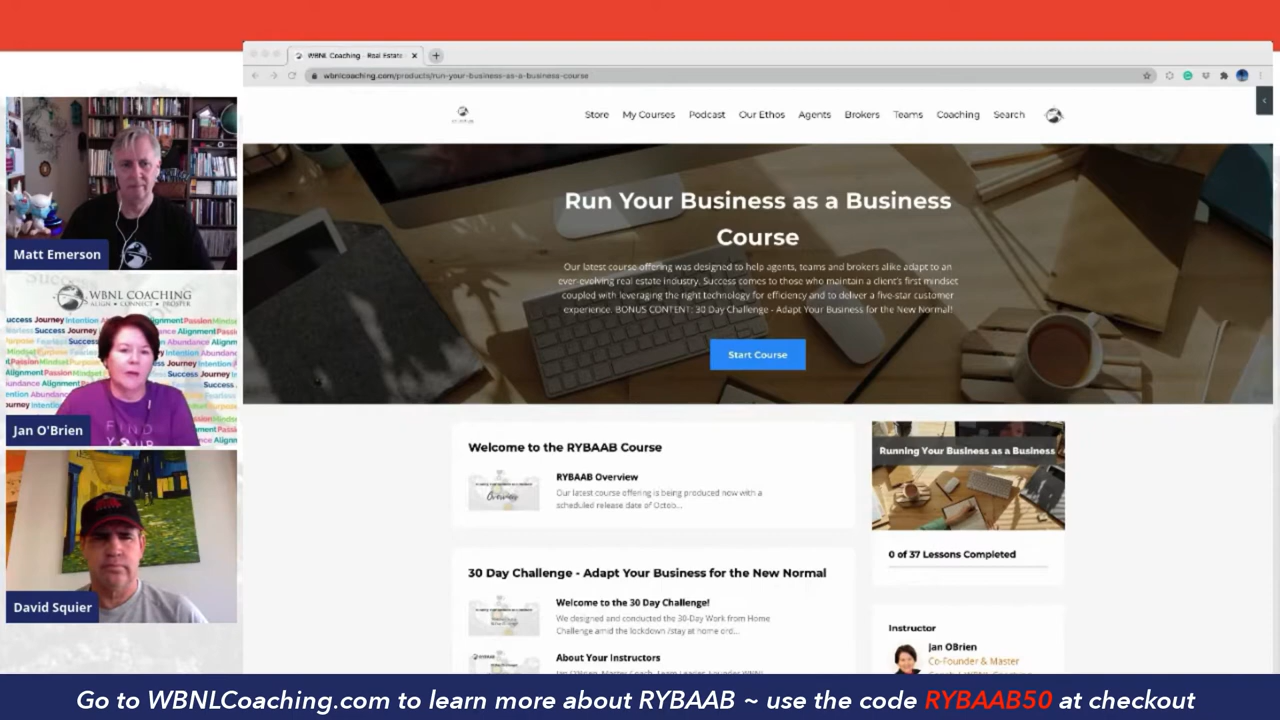 WBNL Coaching - Real Estate
wbnlcoaching.com/products/run-your-business-as-a-business-course
Store My Courses Podcast Our Ethos Agents Brokers Teams Coaching Search
Run Your Business as a Business
Course
Our latest course offering was designed to help agents, teams and brokers alike adapt to an
ever-evolving real estate industry. Success comes to those who maintain a client's first mindset
coupled with leveraging the right technology for efficiency and to deliver a five-star customer
experience. BONUS CONTENT: 30 Day Challenge - Adapt Your Business for the New Normal!
Start Course
Matt Emerson
WBNL COACHING
ALIGN • CONNECT • PROSPER
Jan O'Brien
David Squier
Welcome to the RYBAAB Course
RYBAAB Overview
Our latest course offering is being produced now with a
scheduled release date of Octob...
Overview
30 Day Challenge - Adapt Your Business for the New Normal
Welcome to the 30 Day Challenge!
We designed and conducted the 30-Day Work from Home
Challenge amid the lockdown /stay at home ord...
About Your Instructors
Running Your Business as a Business
0 of 37 Lessons Completed
Instructor
Jan OBrien
Co-Founder & Master
Go to WBNLCoaching.com to learn more about RYBAAB ~ use the code RYBAAB50 at checkout